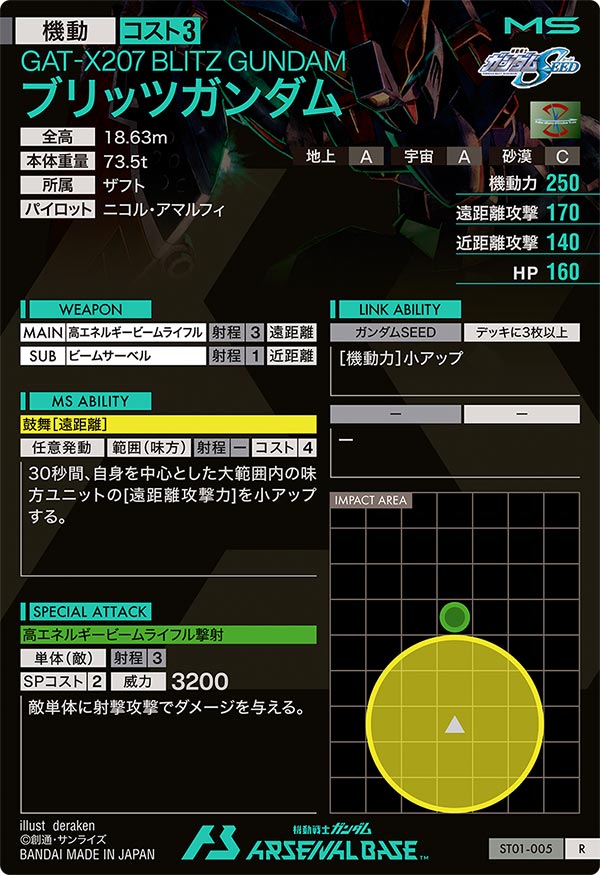 機動 コスト3
MS
GAT-X207 BLITZ GUNDAM
ブリッツガンダム
機動戦士
ガンダムSEED
全高 18.63m
本体重量 73.5t
所属 ザフト
パイロット ニコル・アマルフィ
地上 A 宇宙 A 砂漠 C
機動力 250
遠距離攻撃 170
近距離攻撃 140
HP 160
WEAPON
MAIN 高エネルギービームライフル 射程 3 遠距離
SUB ビームサーベル 射程 1 近距離
MS ABILITY
鼓舞[遠距離]
任意発動 範囲(味方) 射程 ー コスト 4
30秒間、自身を中心とした大範囲内の味
方ユニットの[遠距離攻撃力]を小アップ
する。
SPECIAL ATTACK
高エネルギービームライフル撃射
単体(敵) 射程 3
SPコスト 2 威力 3200
敵単体に射撃攻撃でダメージを与える。
LINK ABILITY
ガンダムSEED デッキに3枚以上
[機動力]小アップ
ー ー
ー
IMPACT AREA
illust deraken
©創通・サンライズ
BANDAI MADE IN JAPAN
機動戦士ガンダム
ARSENAL BASE™
ST01-005 R